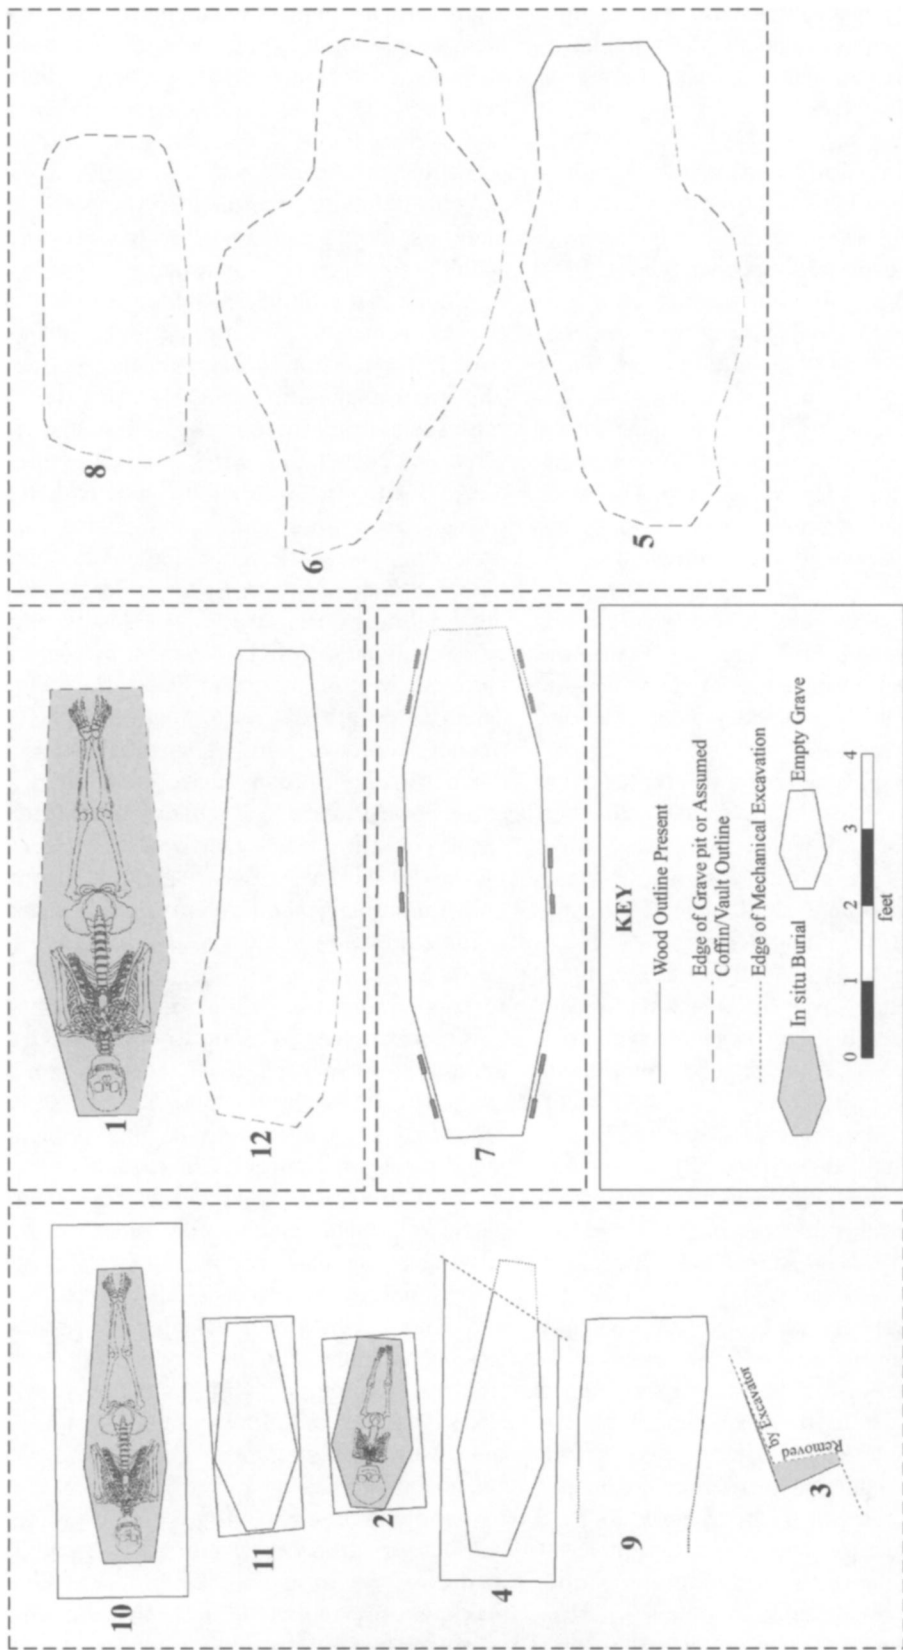 8
6
5
1
12
7
KEY
Wood Outline Present
Edge of Grave pit or Assumed
Coffin/Vault Outline
Edge of Mechanical Excavation
In situ Burial
Empty Grave
0 1 2 3 4
feet
10
11
2
4
9
3
Removed
by Excavator